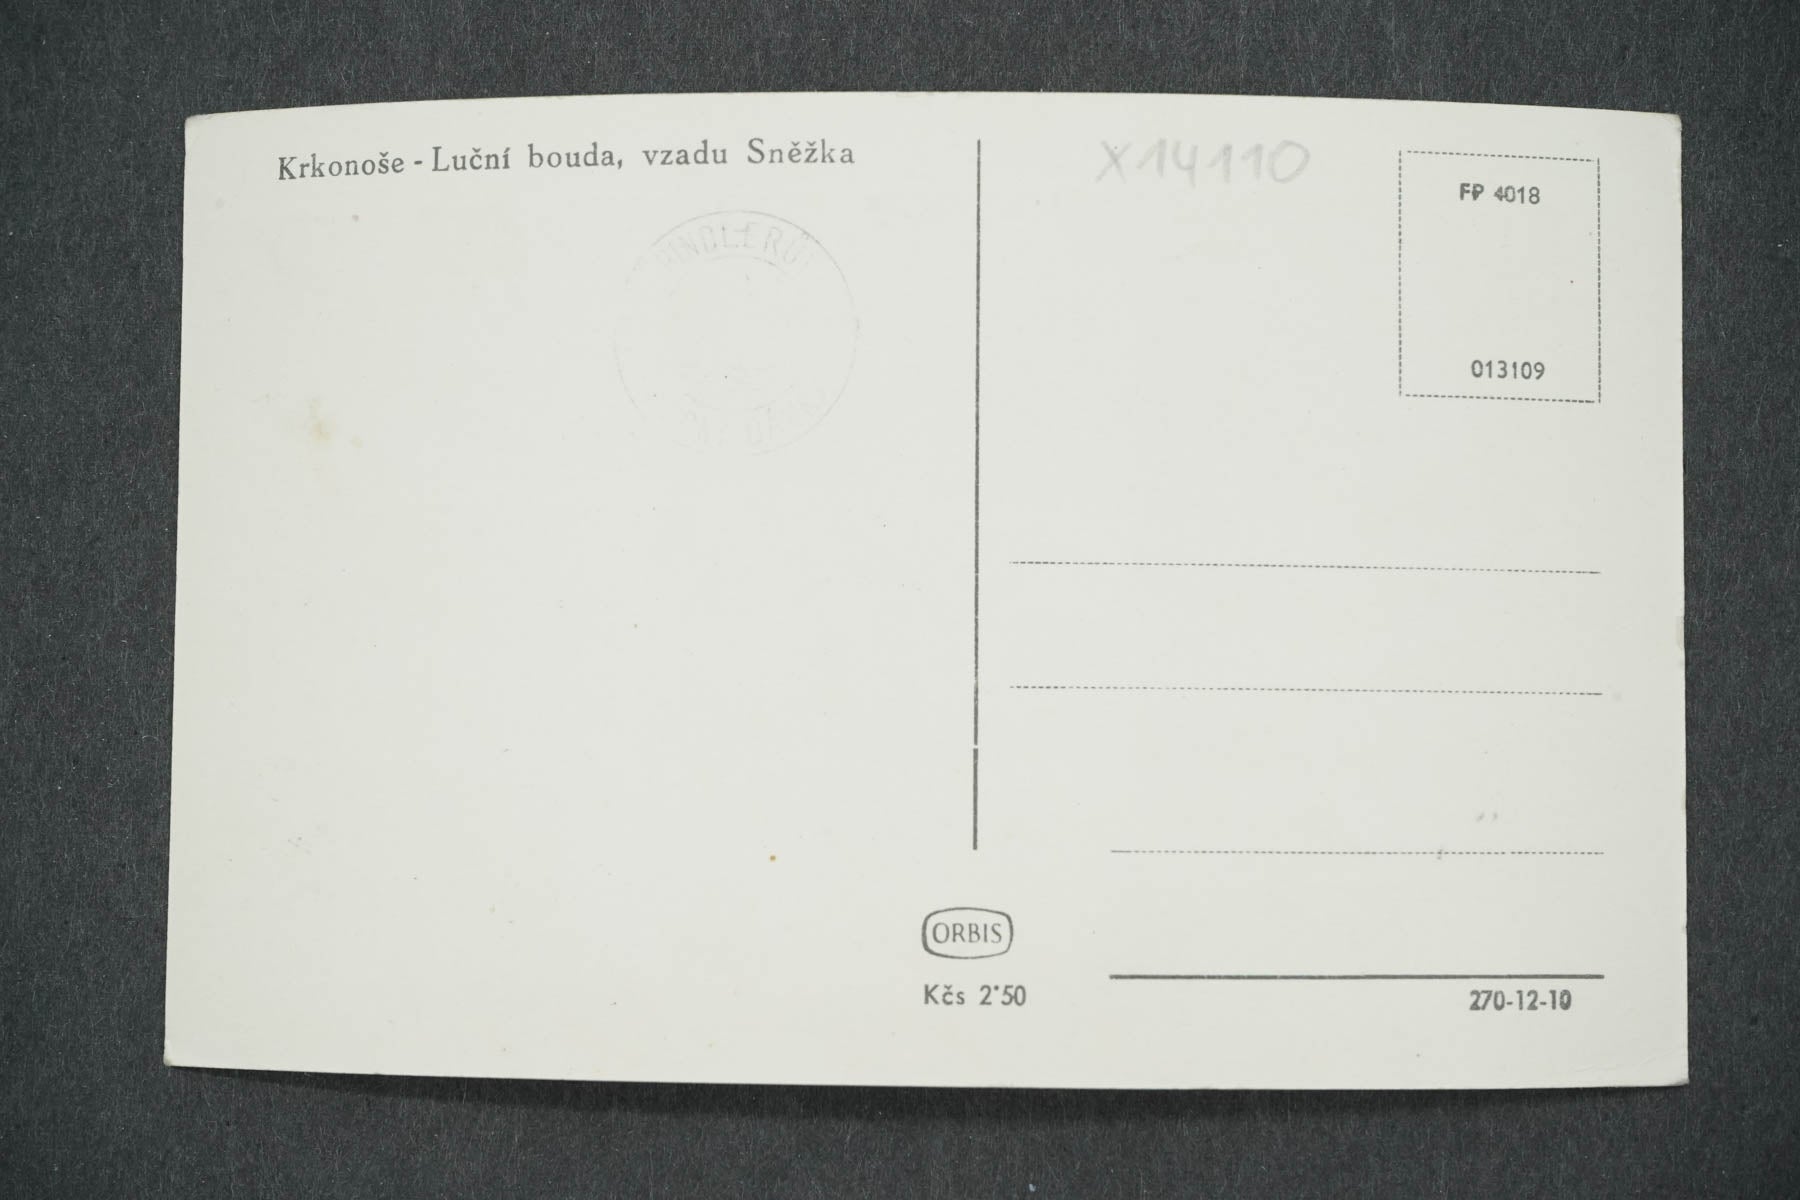 Krkonoše - Luční bouda, vzadu Sněžka
X14110
FP 4018
013109
ORBIS
Kčs 2·50
270-12-10